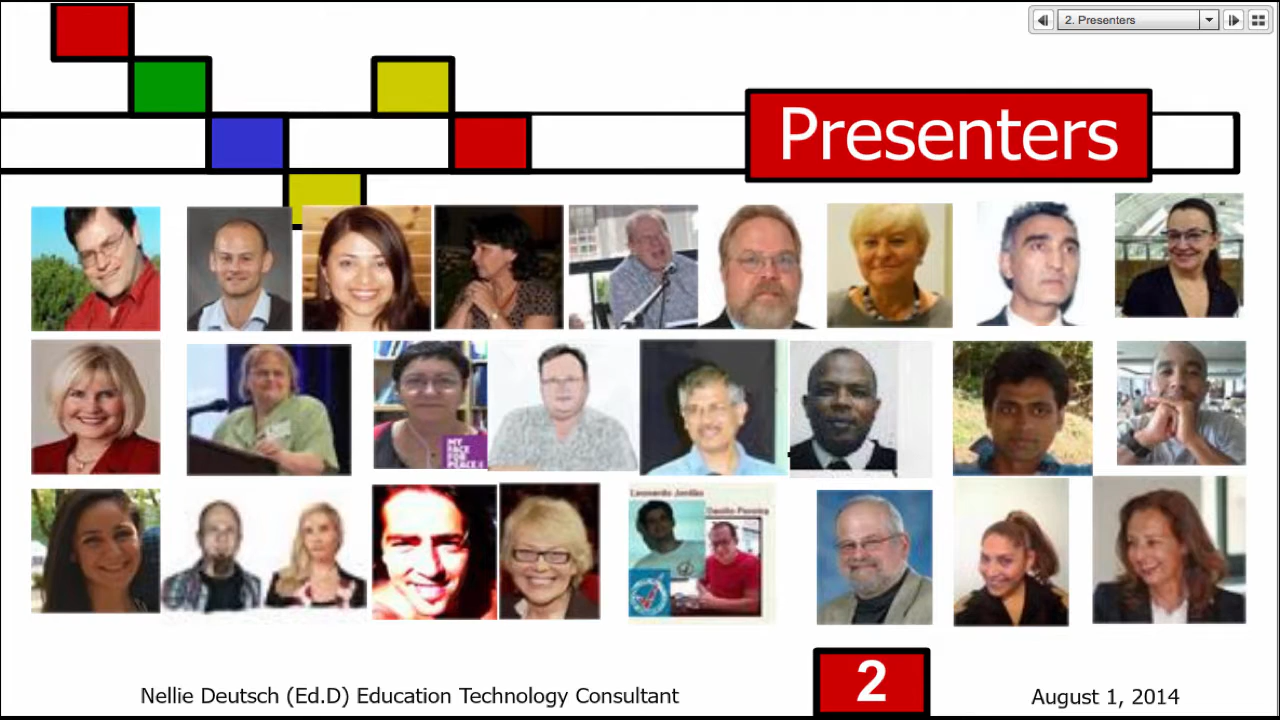 2. Presenters
Presenters
MY
FACE
FOR
PEACE
Leonardo Jordão
Danilo Pereira
2
Nellie Deutsch (Ed.D) Education Technology Consultant
August 1, 2014